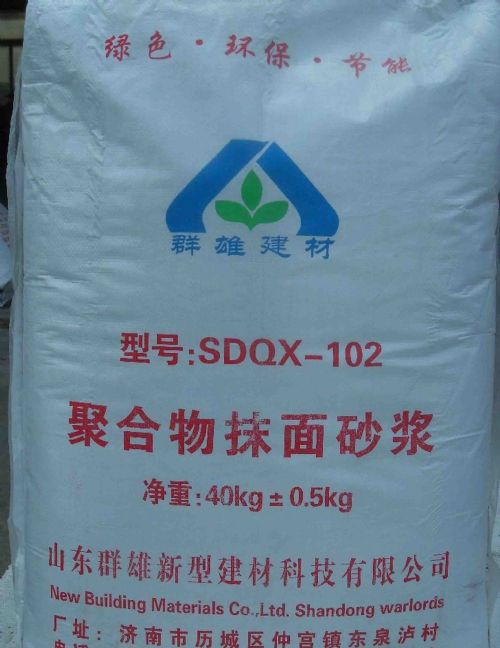 绿色·环保·节能
群雄建材
型号:SDQX-102
聚合物抹面砂浆
净重:40kg±0.5kg
山东群雄新型建材科技有限公司
New Building Materials Co.,Ltd. Shandong warlords
厂址：济南市历城区仲宫镇东泉泸村